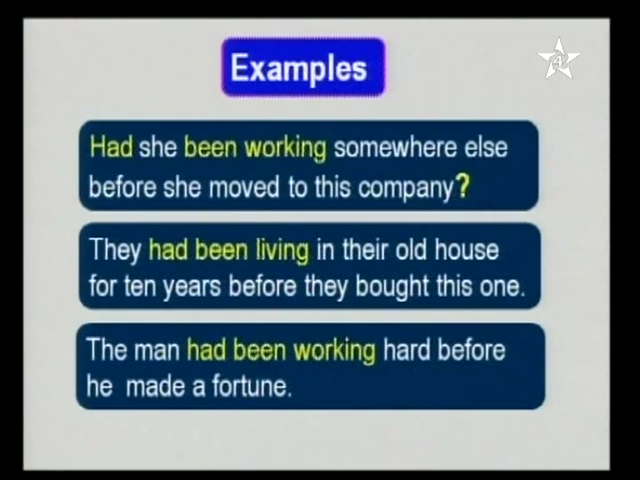 Examples
4
Had she been working somewhere else
before she moved to this company?
They had been living in their old house
for ten years before they bought this one.
The man had been working hard before
he made a fortune.